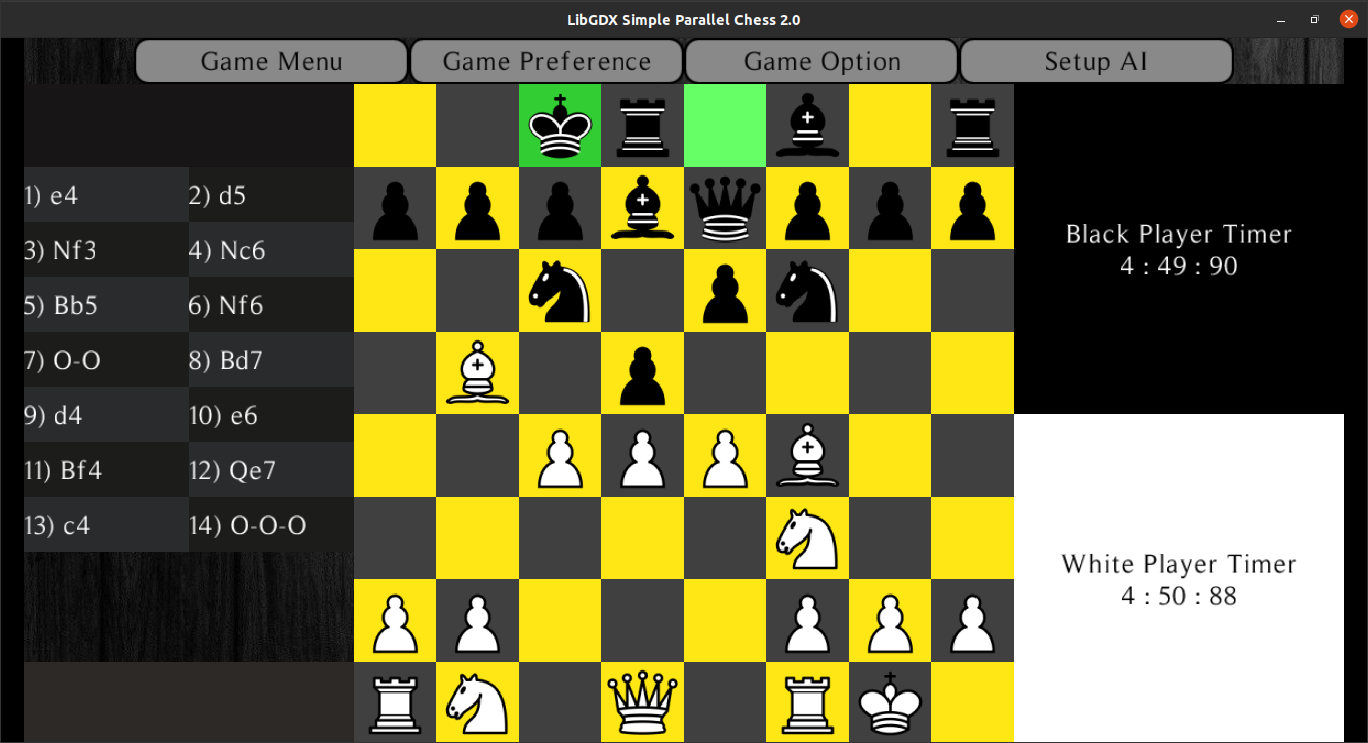 LibGDX Simple Parallel Chess 2.0
Game Menu Game Preference Game Option Setup AI
1) e4 2) d5
3) Nf3 4) Nc6
5) Bb5 6) Nf6
7) O-O 8) Bd7
9) d4 10) e6
11) Bf4 12) Qe7
13) c4 14) O-O-O
Black Player Timer
4 : 49 : 90
White Player Timer
4 : 50 : 88